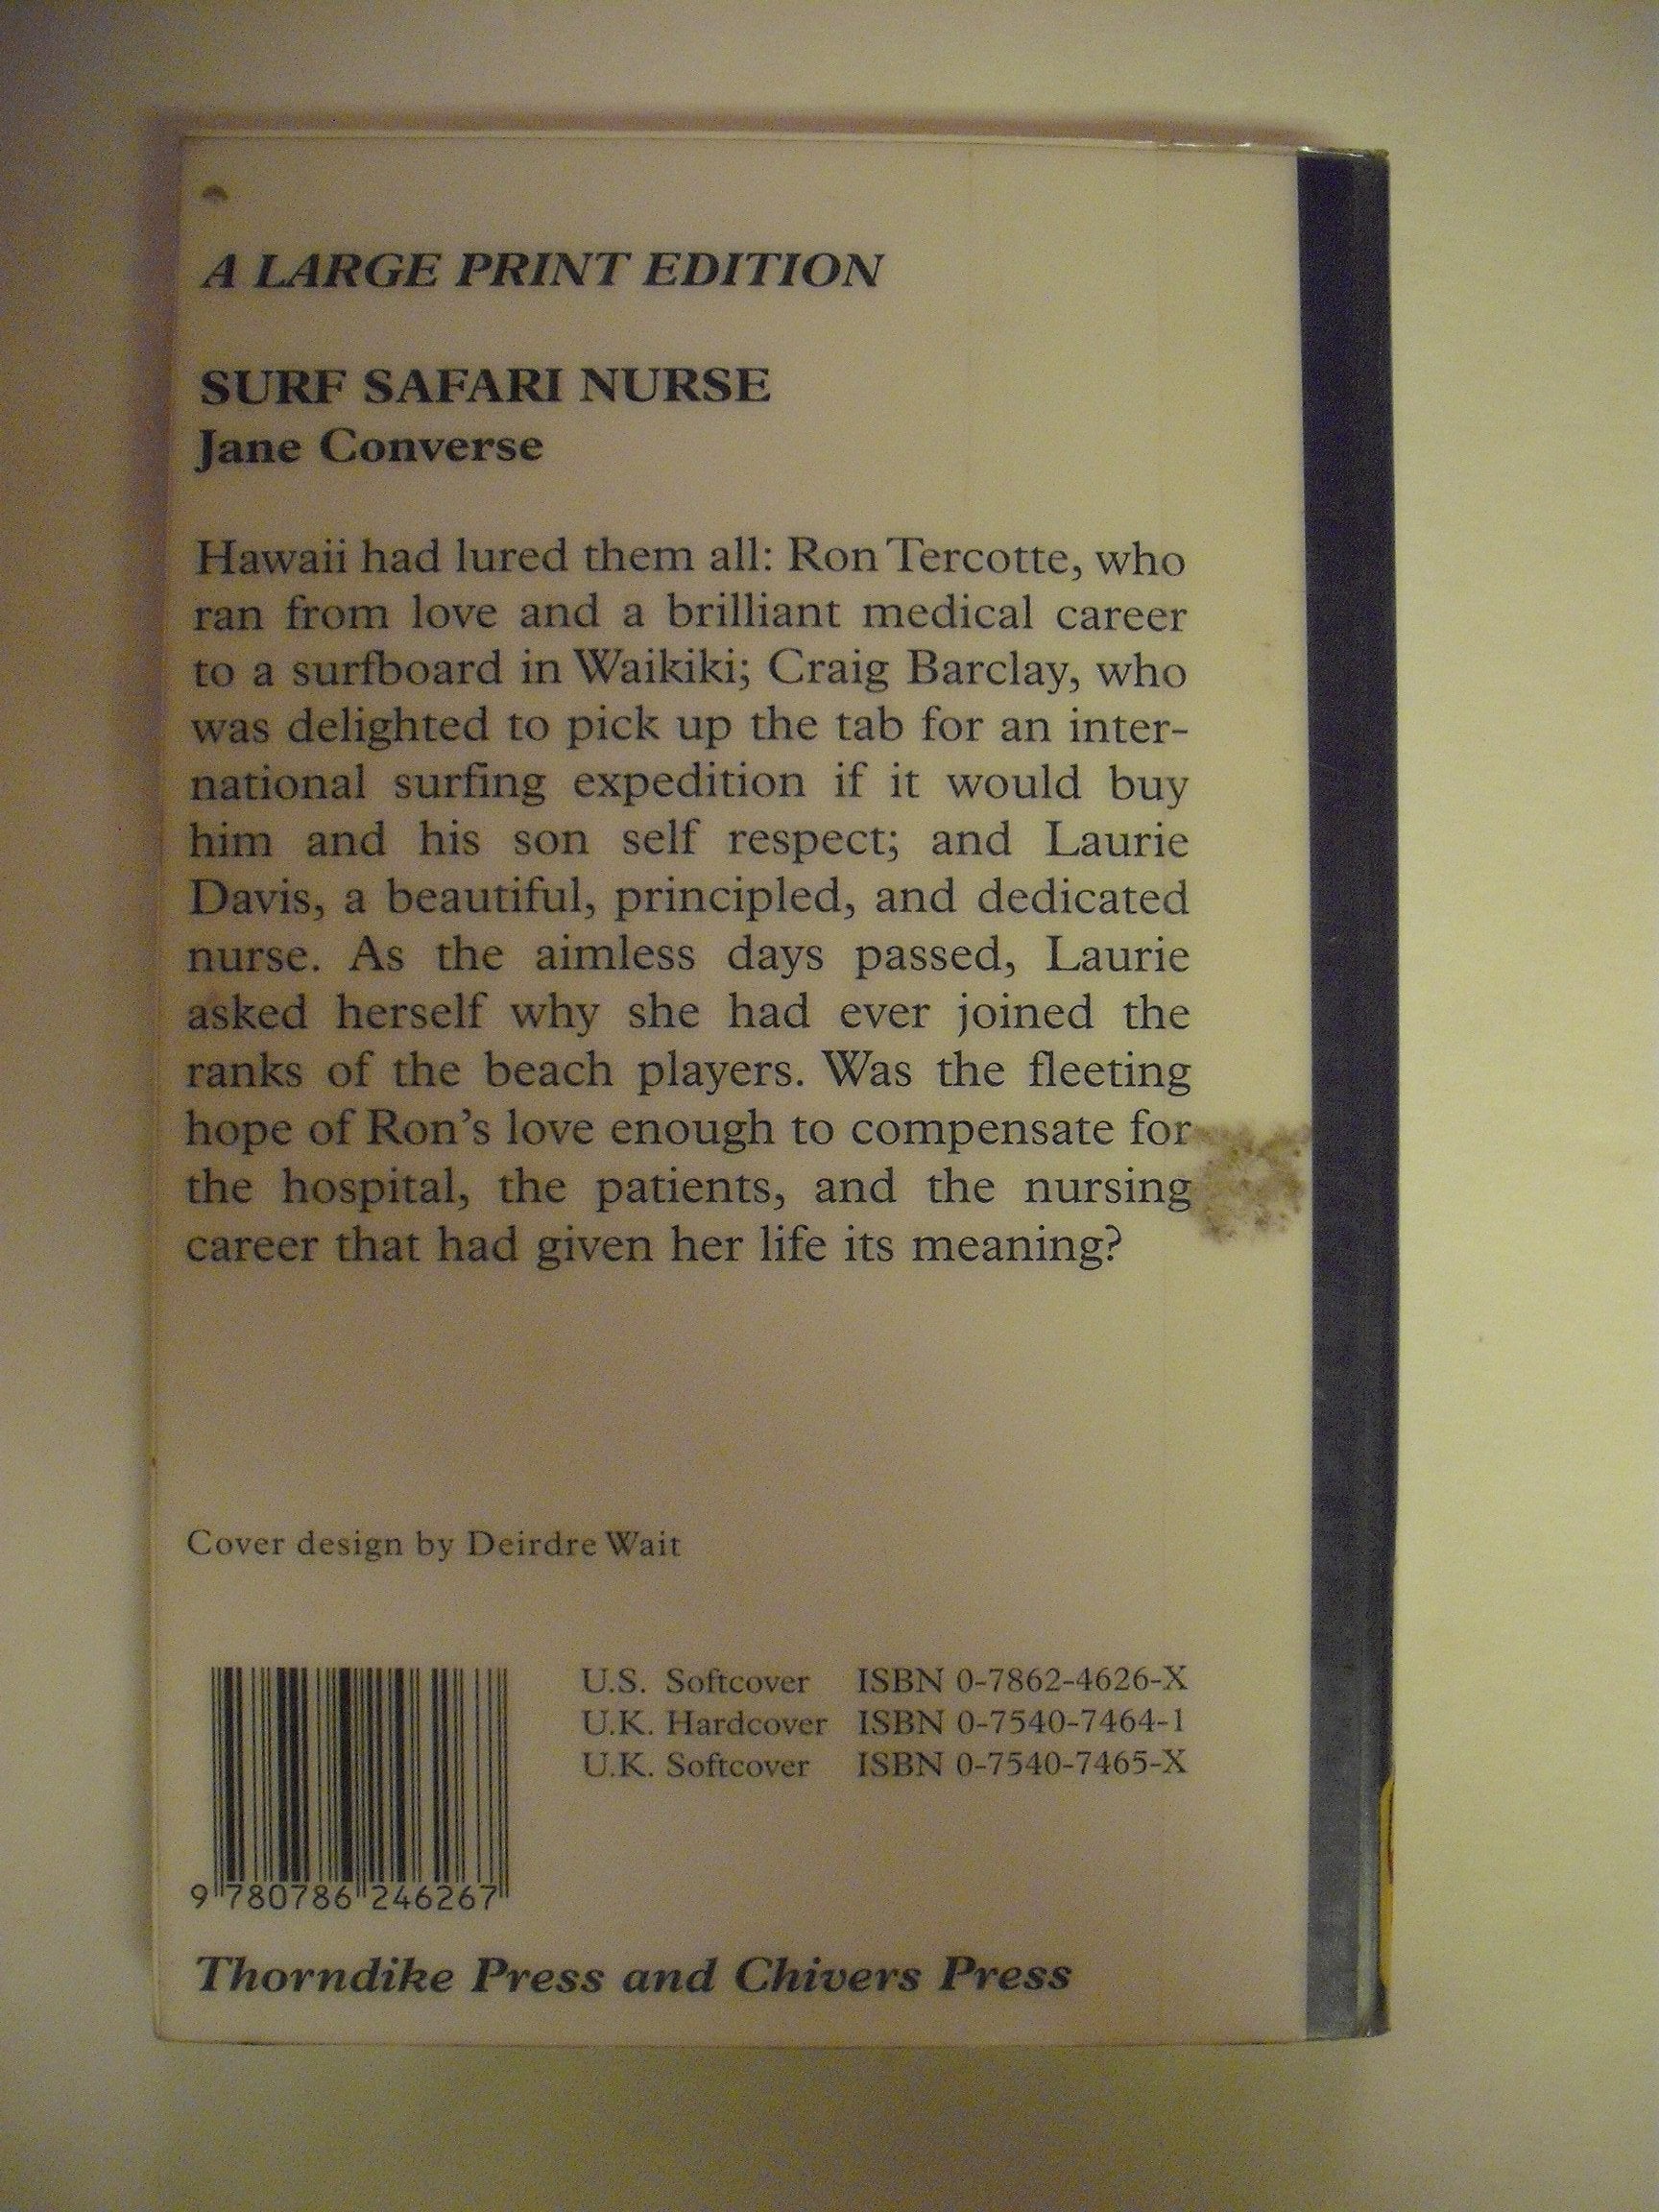 A LARGE PRINT EDITION
SURF SAFARI NURSE
Jane Converse
Hawaii had lured them all: Ron Tercotte, who
ran from love and a brilliant medical career
to a surfboard in Waikiki; Craig Barclay, who
was delighted to pick up the tab for an inter-
national surfing expedition if it would buy
him and his son self respect; and Laurie
Davis, a beautiful, principled, and dedicated
nurse. As the aimless days passed, Laurie
asked herself why she had ever joined the
ranks of the beach players. Was the fleeting
hope of Ron's love enough to compensate for
the hospital, the patients, and the nursing
career that had given her life its meaning?
Cover design by Deirdre Wait
U.S. Softcover ISBN 0-7862-4626-X
U.K. Hardcover ISBN 0-7540-7464-1
U.K. Softcover ISBN 0-7540-7465-X
9 780786 246267
Thorndike Press and Chivers Press